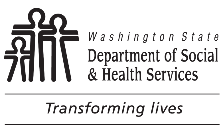 Washington State
Department of Social
& Health Services
Transforming lives